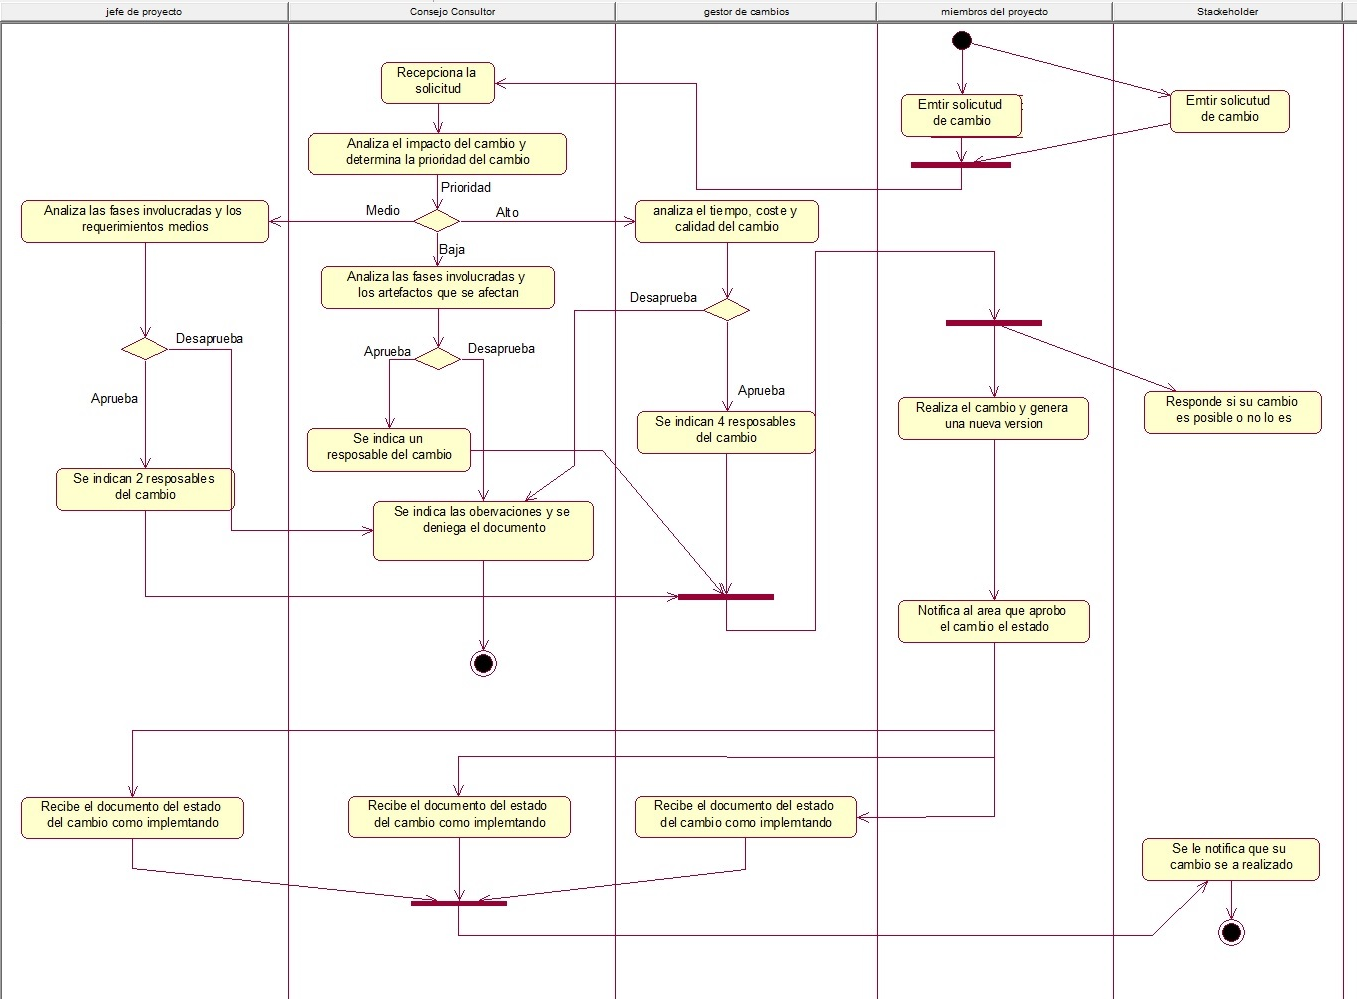 jefe de proyecto
Consejo Consultor
gestor de cambios
miembros del proyecto
Stackeholder
Recepciona la
solicitud
Emtir solicutud
de cambio
Emtir solicutud
de cambio
Analiza el impacto del cambio y
determina la prioridad del cambio
Prioridad
Medio
Alto
Baja
Analiza las fases involucradas y los
requerimientos medios
analiza el tiempo, coste y
calidad del cambio
Analiza las fases involucradas y
los artefactos que se afectan
Desaprueba
Desaprueba
Aprueba
Desaprueba
Aprueba
Aprueba
Se indica un
resposable del cambio
Se indican 4 resposables
del cambio
Realiza el cambio y genera
una nueva version
Responde si su cambio
es posible o no lo es
Se indican 2 resposables
del cambio
Se indica las obervaciones y se
deniega el documento
Notifica al area que aprobo
el cambio el estado
Recibe el documento del estado
del cambio como implemtando
Recibe el documento del estado
del cambio como implemtando
Recibe el documento del estado
del cambio como implemtando
Se le notifica que su
cambio se a realizado